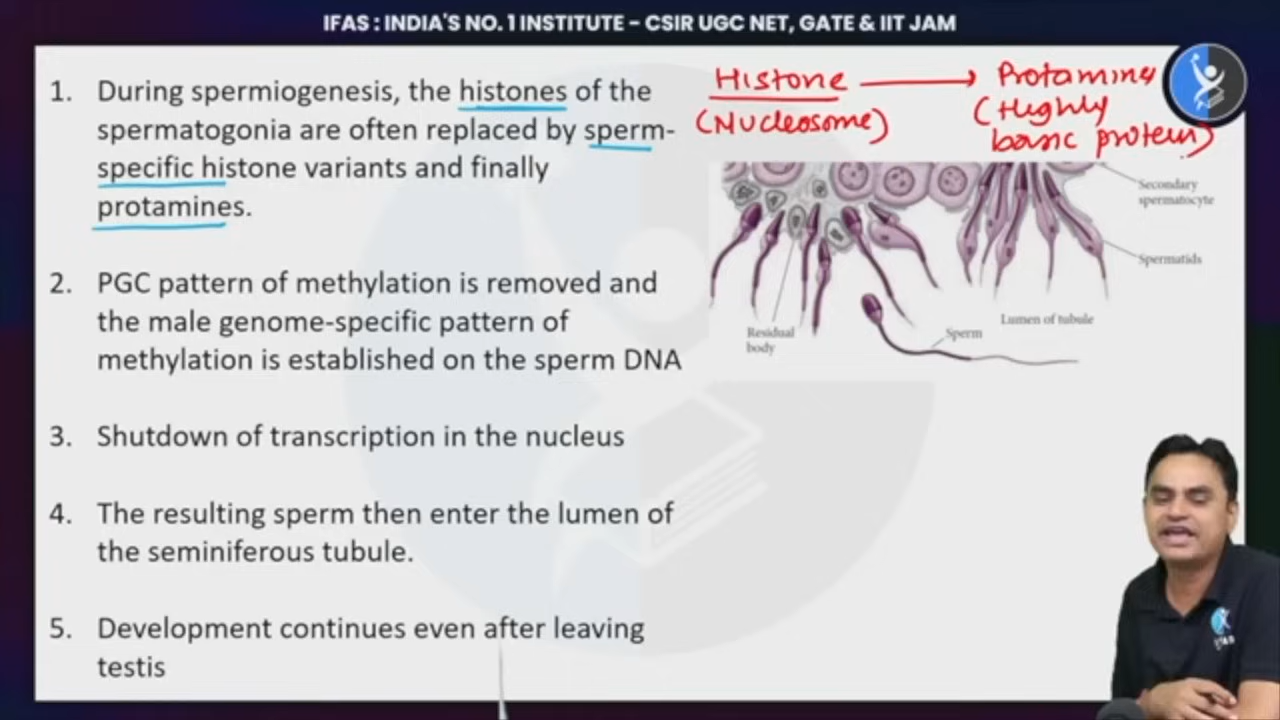 IFAS : INDIA'S NO. 1 INSTITUTE - CSIR UGC NET, GATE & IIT JAM
1. During spermiogenesis, the histones of the
spermatogonia are often replaced by sperm-
specific histone variants and finally
protamines.
2. PGC pattern of methylation is removed and
the male genome-specific pattern of
methylation is established on the sperm DNA
3. Shutdown of transcription in the nucleus
4. The resulting sperm then enter the lumen of
the seminiferous tubule.
5. Development continues even after leaving
testis
Histone → Protamines
(Nucleosome) (Highly
basic protein)
Secondary
spermatocyte
Spermatids
Lumen of tubule
Residual
body
Sperm